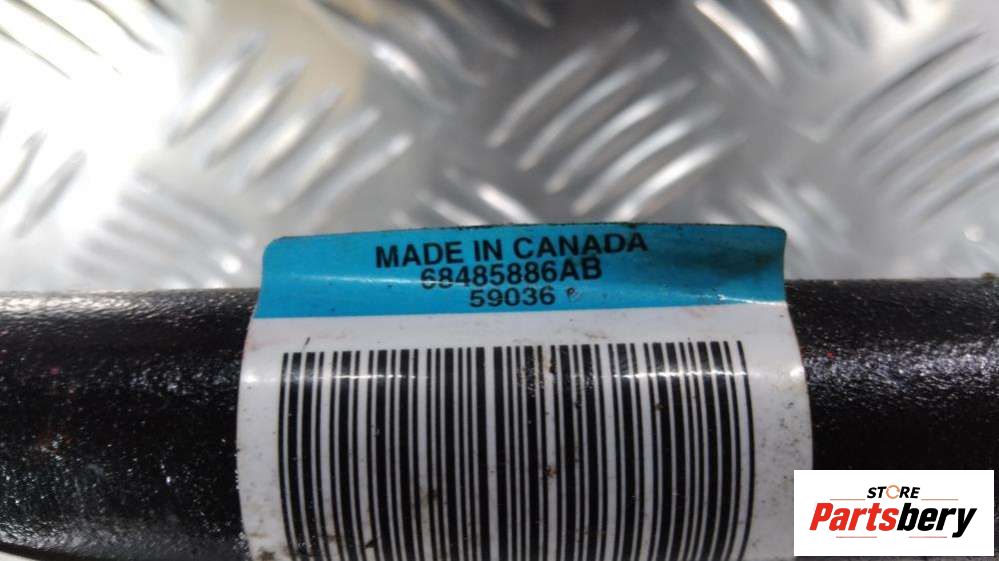 MADE IN CANADA
68485886AB
59036
STORE
Partsbery